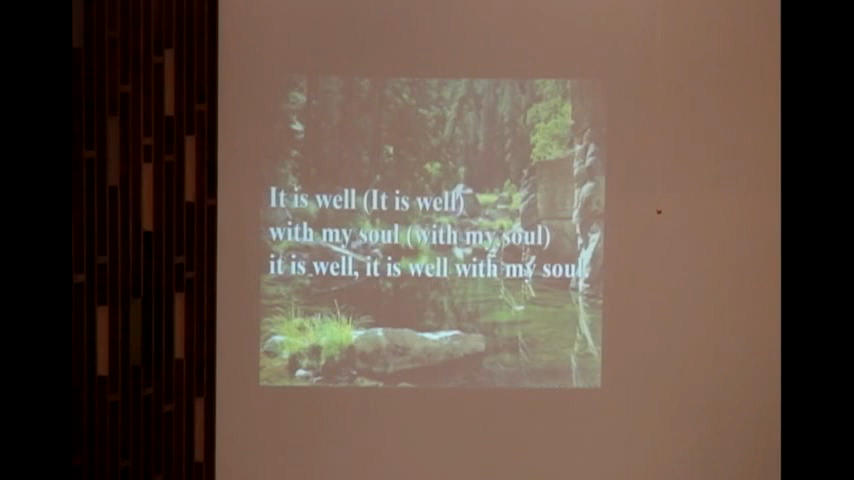 It is well (It is well)
with my soul (with my soul)
it is well, it is well with my soul.